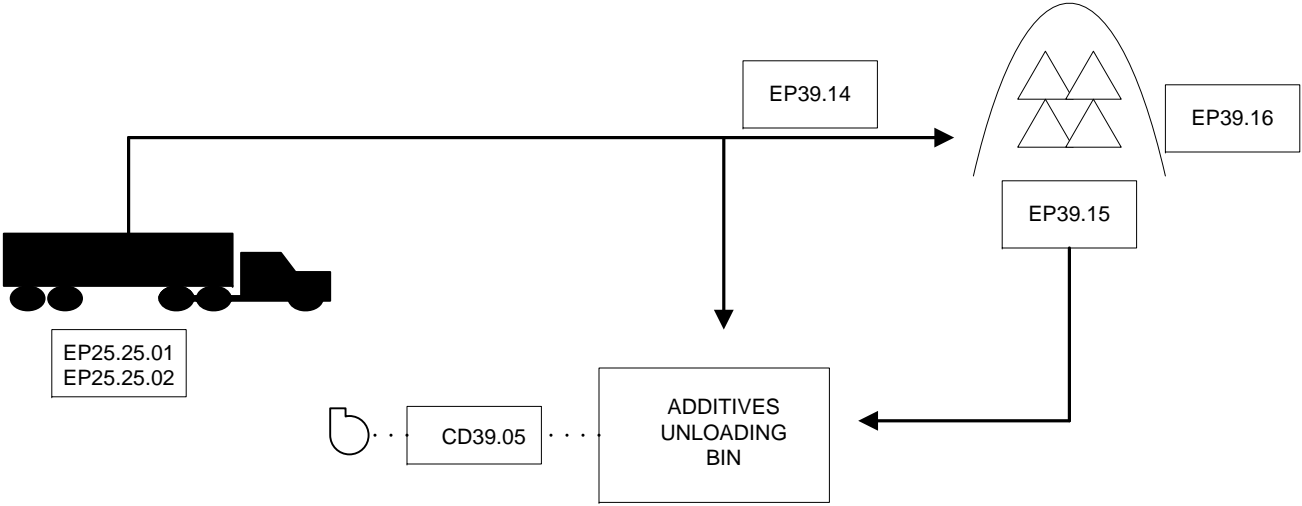 EP39.14
EP39.16
EP39.15
EP25.25.01
EP25.25.02
CD39.05
ADDITIVES
UNLOADING
BIN